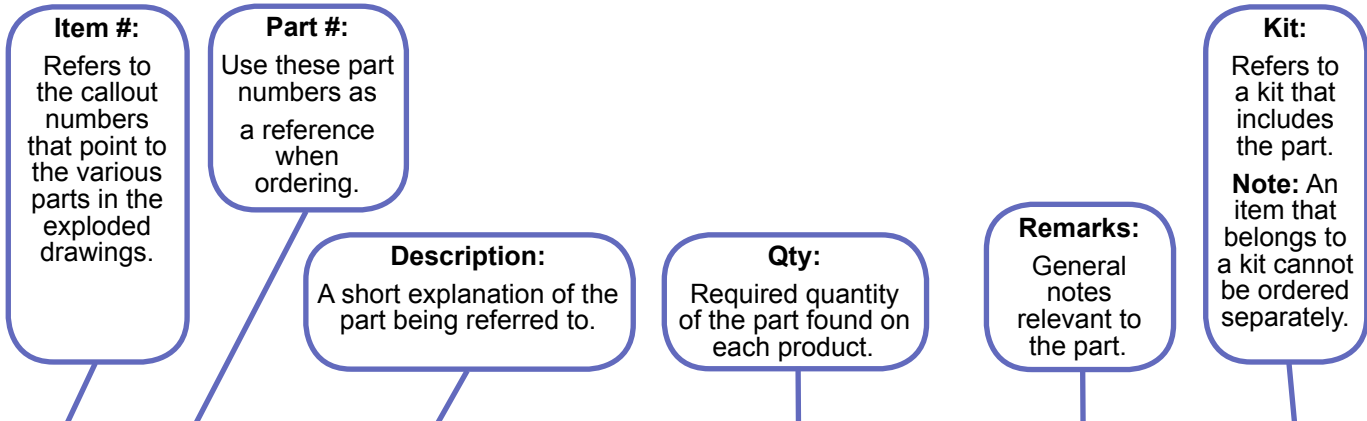 Item #:
Refers to
the callout
numbers
that point to
the various
parts in the
exploded
drawings.
Part #:
Use these part
numbers as
a reference
when
ordering.
Description:
A short explanation of the
part being referred to.
Qty:
Required quantity
of the part found on
each product.
Remarks:
General
notes
relevant to
the part.
Kit:
Refers to
a kit that
includes
the part.
Note: An
item that
belongs to
a kit cannot
be ordered
separately.